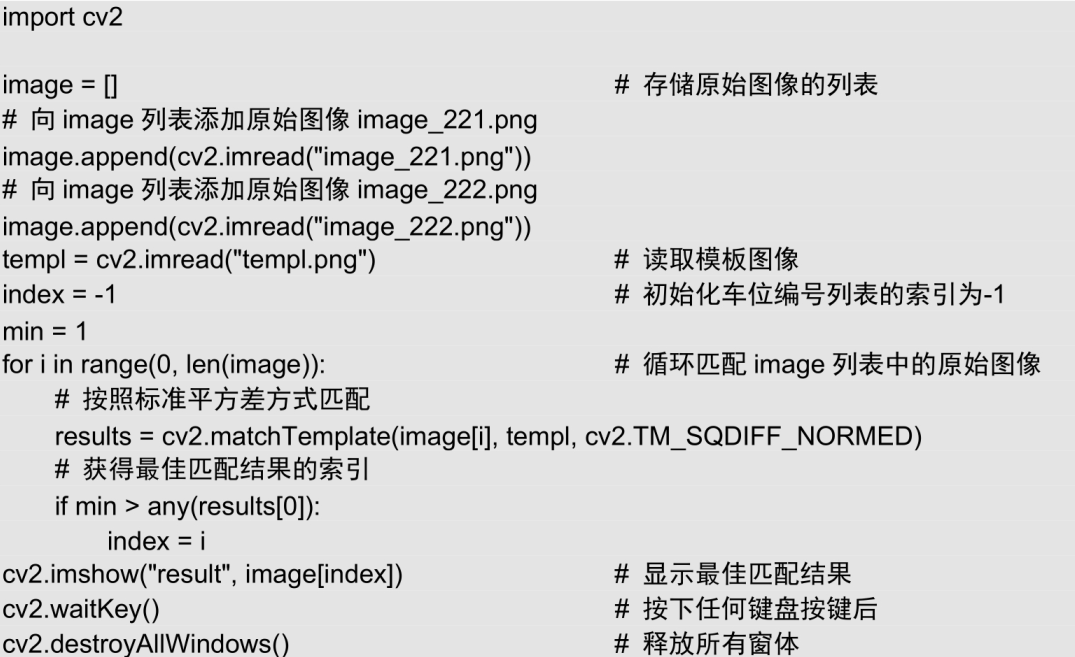 import cv2
image = [] # 存储原始图像的列表
# 向 image 列表添加原始图像 image_221.png
image.append(cv2.imread("image_221.png"))
# 向 image 列表添加原始图像 image_222.png
image.append(cv2.imread("image_222.png"))
templ = cv2.imread("templ.png") # 读取模板图像
index = -1 # 初始化车位编号列表的索引为-1
min = 1
for i in range(0, len(image)): # 循环匹配 image 列表中的原始图像
    # 按照标准平方差方式匹配
    results = cv2.matchTemplate(image[i], templ, cv2.TM_SQDIFF_NORMED)
    # 获得最佳匹配结果的索引
    if min > any(results[0]):
        index = i
cv2.imshow("result", image[index]) # 显示最佳匹配结果
cv2.waitKey() # 按下任何键盘按键后
cv2.destroyAllWindows() # 释放所有窗体